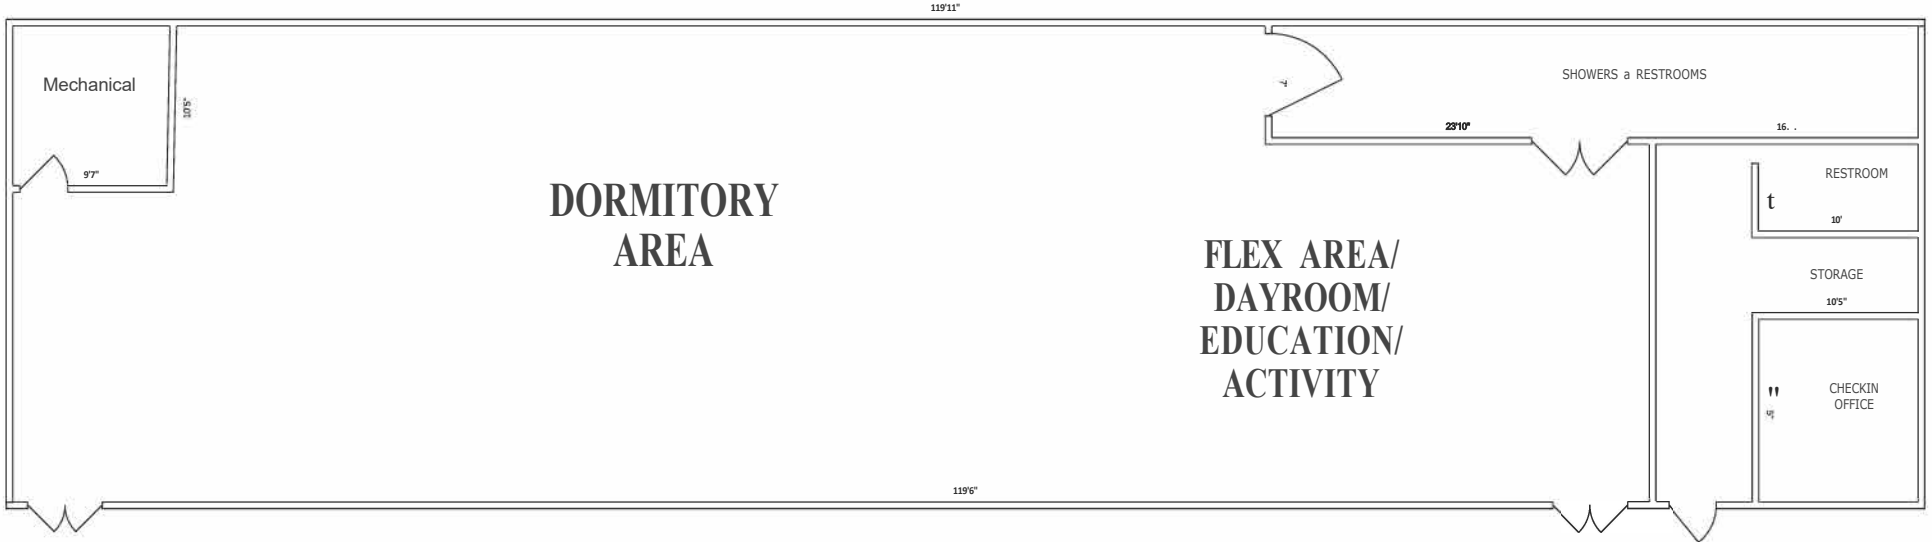 119'11"
Mechanical
SHOWERS a RESTROOMS
10'5"
23'10"
16. .
9'7"
RESTROOM
DORMITORY
AREA
t
10'
FLEX AREA/
DAYROOM/
EDUCATION/
ACTIVITY
STORAGE
10'5"
"
CHECKIN
OFFICE
119'6"